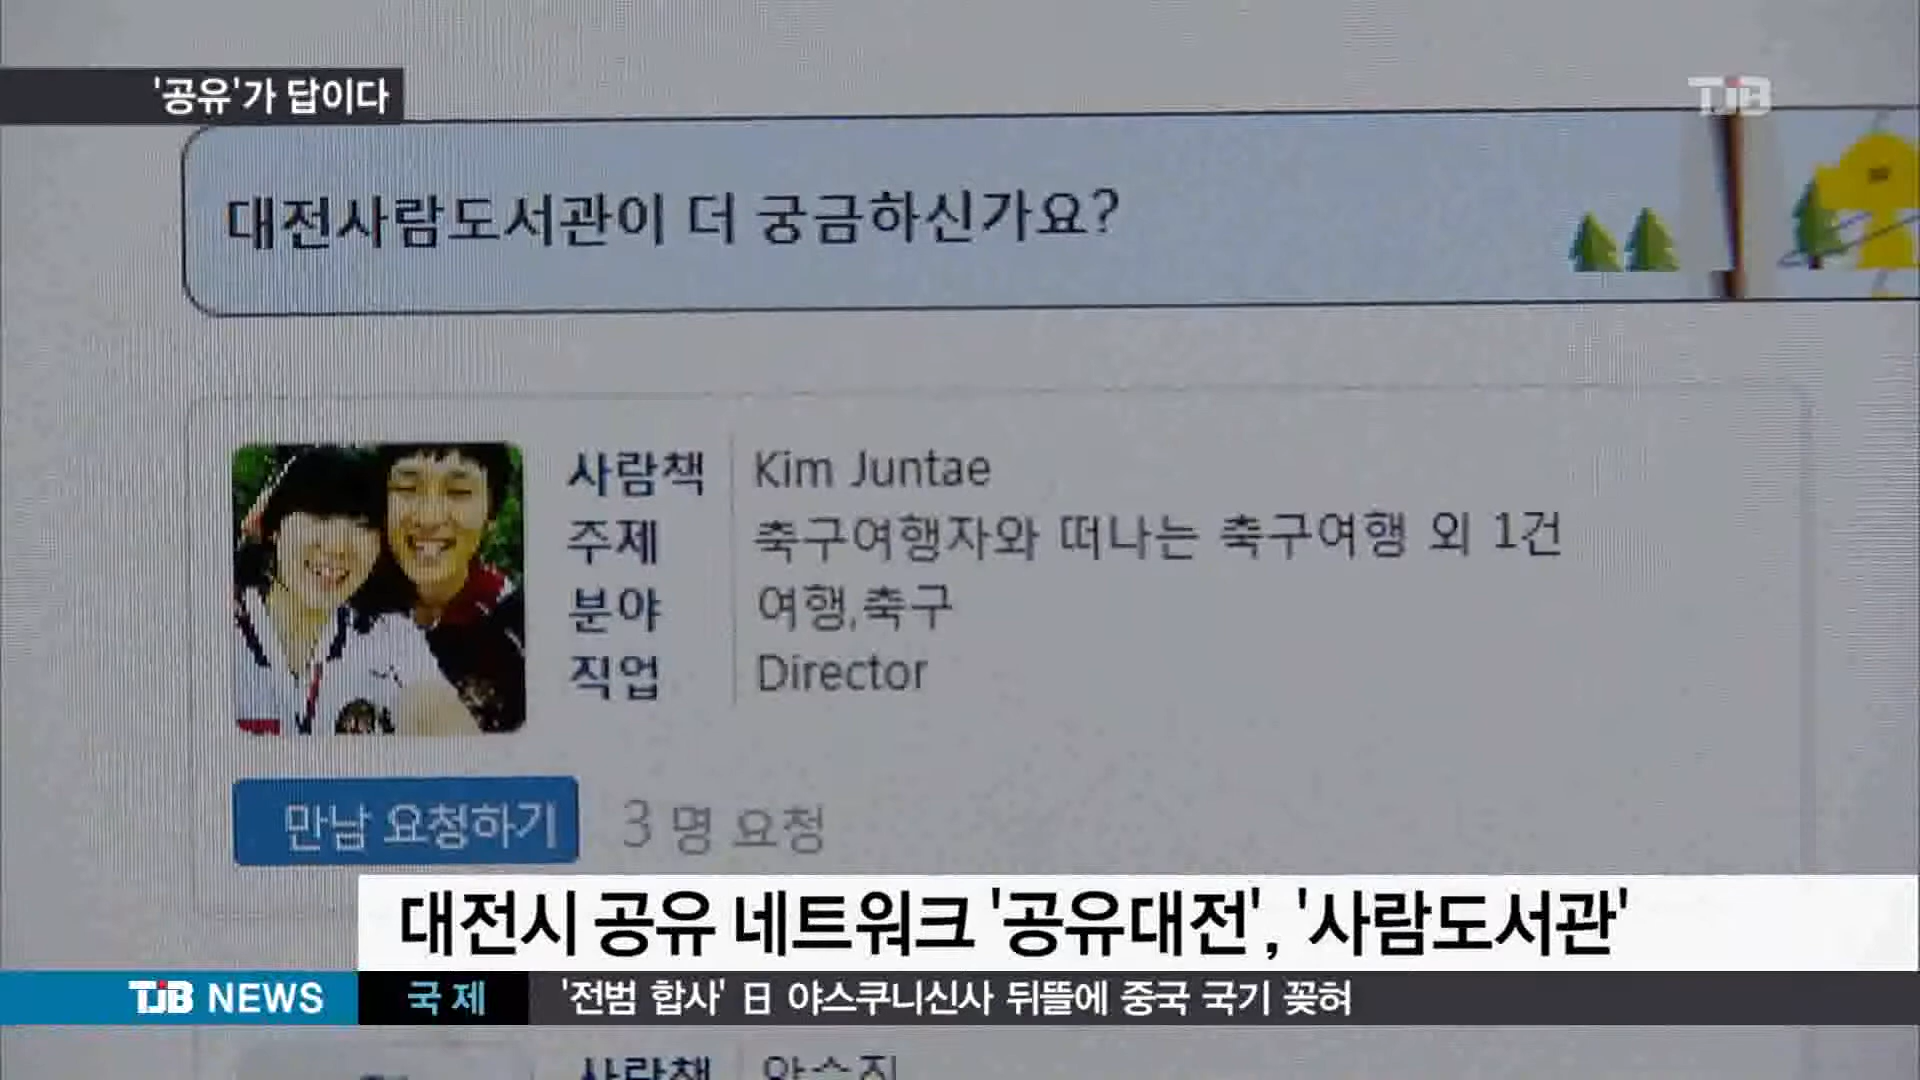 '공유'가 답이다
TJB
대전사람도서관이 더 궁금하신가요?
사람책 Kim Juntae
주제 축구여행자와 떠나는 축구여행 외 1건
분야 여행,축구
직업 Director
만남 요청하기 3 명 요청
대전시 공유 네트워크 '공유대전', '사람도서관'
TJB NEWS 국 제 '전범 합사' 日 야스쿠니신사 뒤뜰에 중국 국기 꽂혀
사람책